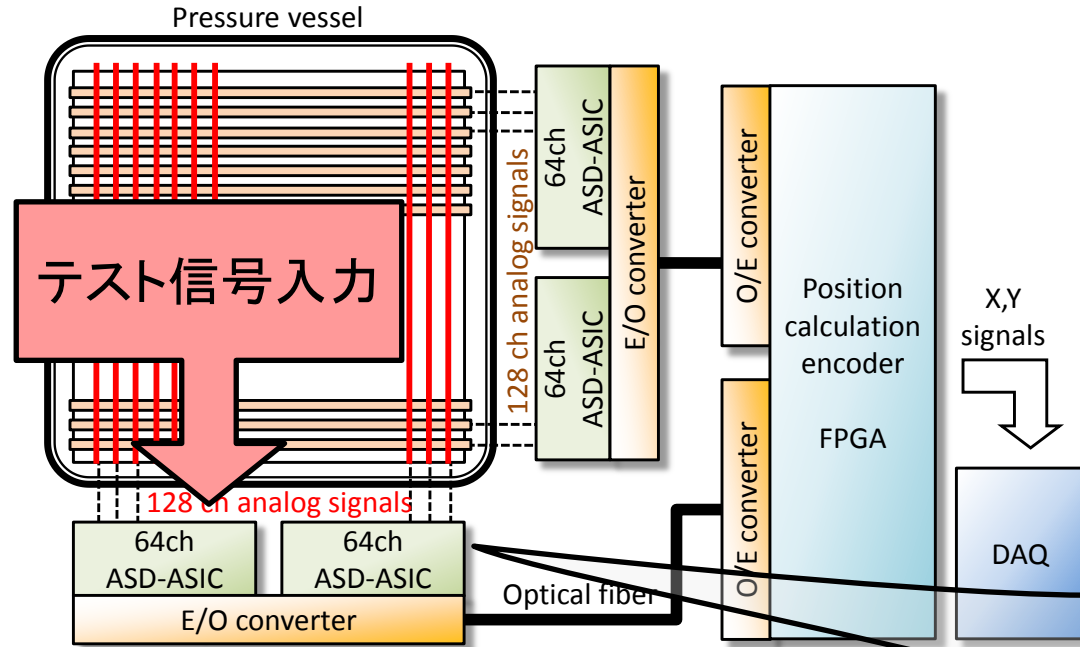 Pressure vessel
テスト信号入力
128 ch analog signals
64ch
ASD-ASIC
64ch
ASD-ASIC
E/O converter
128 ch analog signals
64ch
ASD-ASIC
64ch
ASD-ASIC
E/O converter
Optical fiber
O/E converter
O/E converter
Position
calculation
encoder
FPGA
X,Y
signals
DAQ